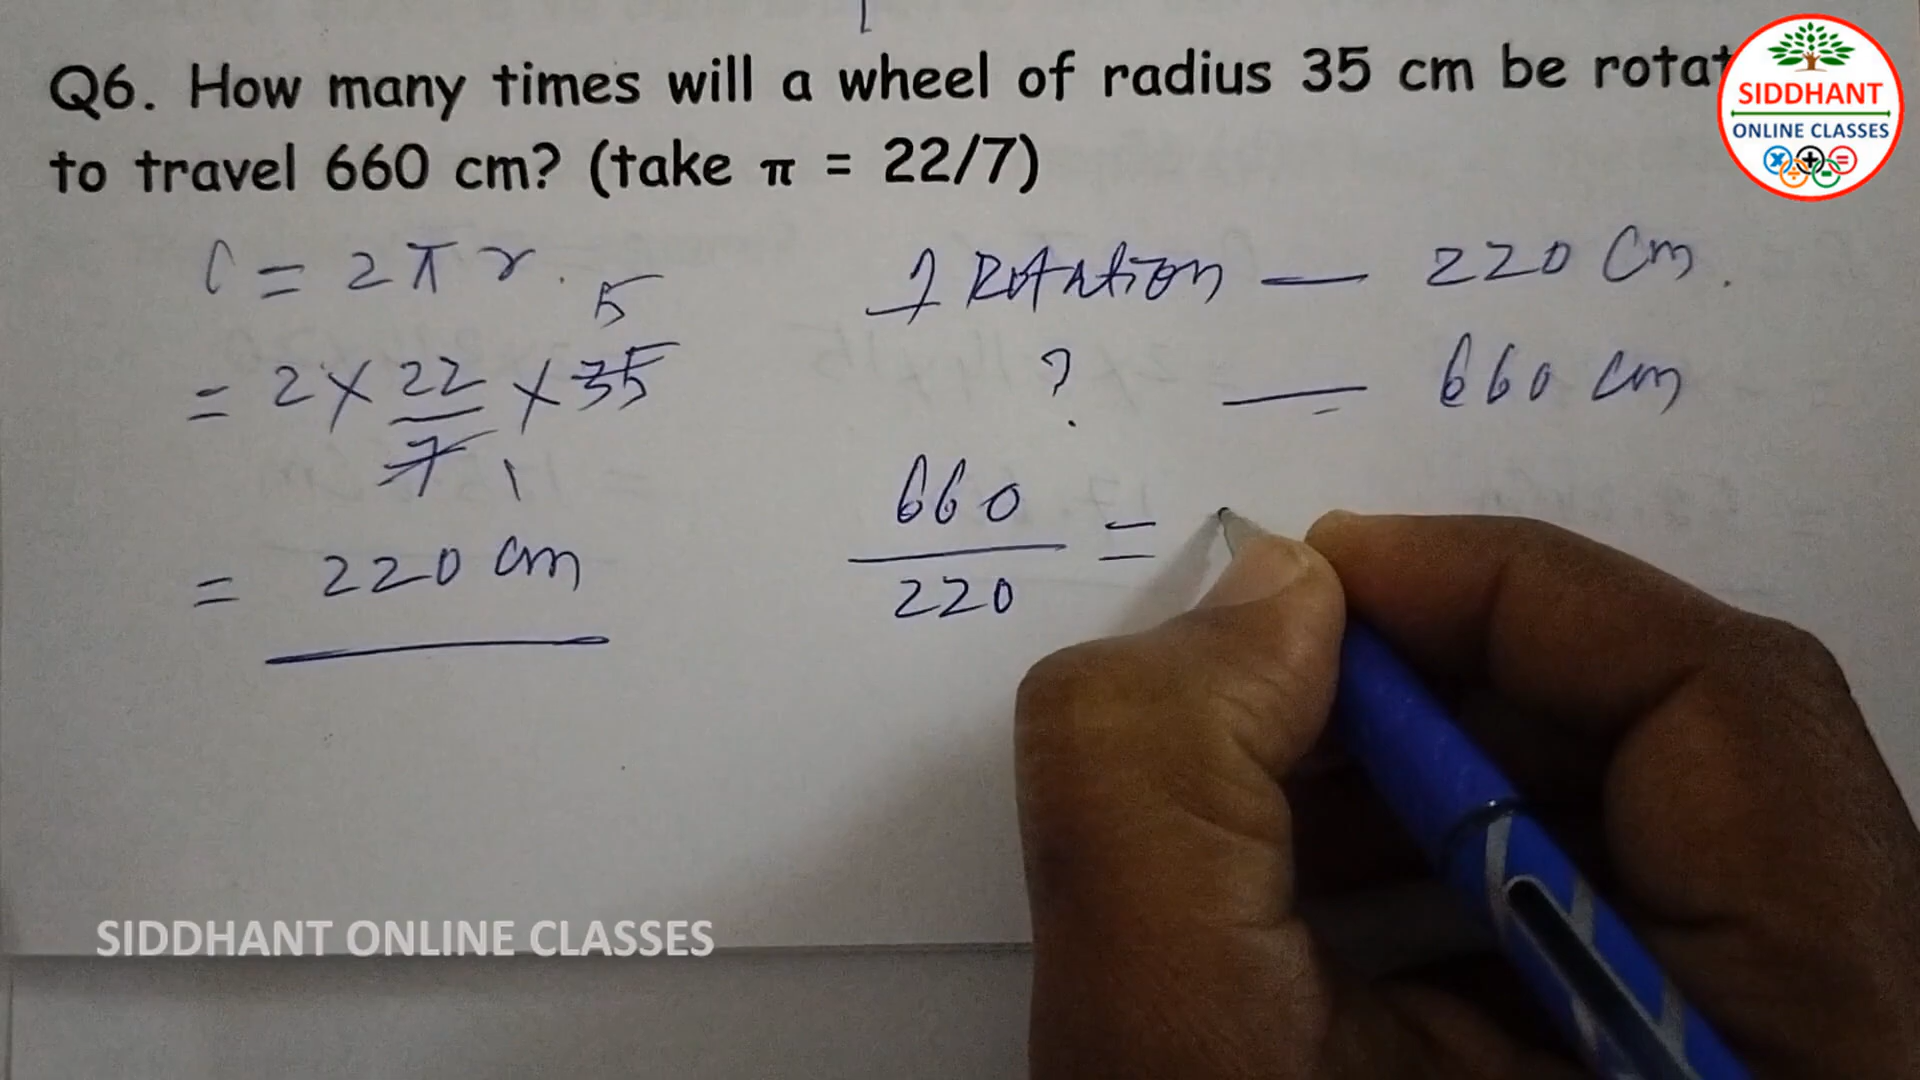 Q6. How many times will a wheel of radius 35 cm be rotat
to travel 660 cm? (take π = 22/7)
SIDDHANT
ONLINE CLASSES
C = 2πr.
5
= 2 × 22/7 × 35
1
= 220 cm
1 Rotation — 220 cm.
? — 660 cm
660/220 =
SIDDHANT ONLINE CLASSES